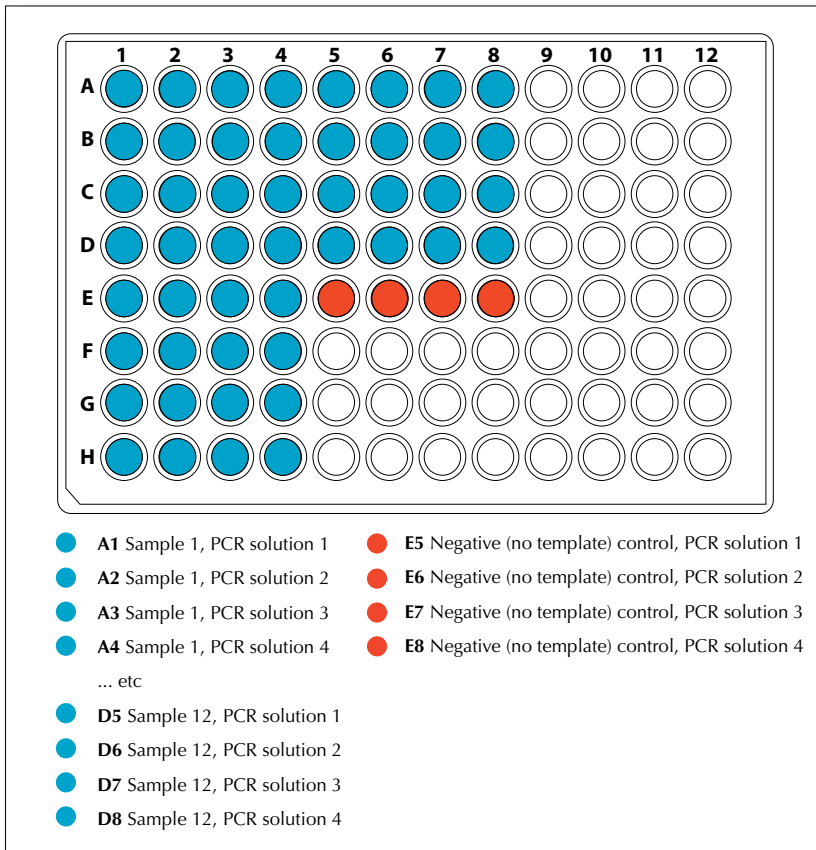 1 2 3 4 5 6 7 8 9 10 11 12
A
B
C
D
E
F
G
H
A1 Sample 1, PCR solution 1
A2 Sample 1, PCR solution 2
A3 Sample 1, PCR solution 3
A4 Sample 1, PCR solution 4
... etc
D5 Sample 12, PCR solution 1
D6 Sample 12, PCR solution 2
D7 Sample 12, PCR solution 3
D8 Sample 12, PCR solution 4
E5 Negative (no template) control, PCR solution 1
E6 Negative (no template) control, PCR solution 2
E7 Negative (no template) control, PCR solution 3
E8 Negative (no template) control, PCR solution 4